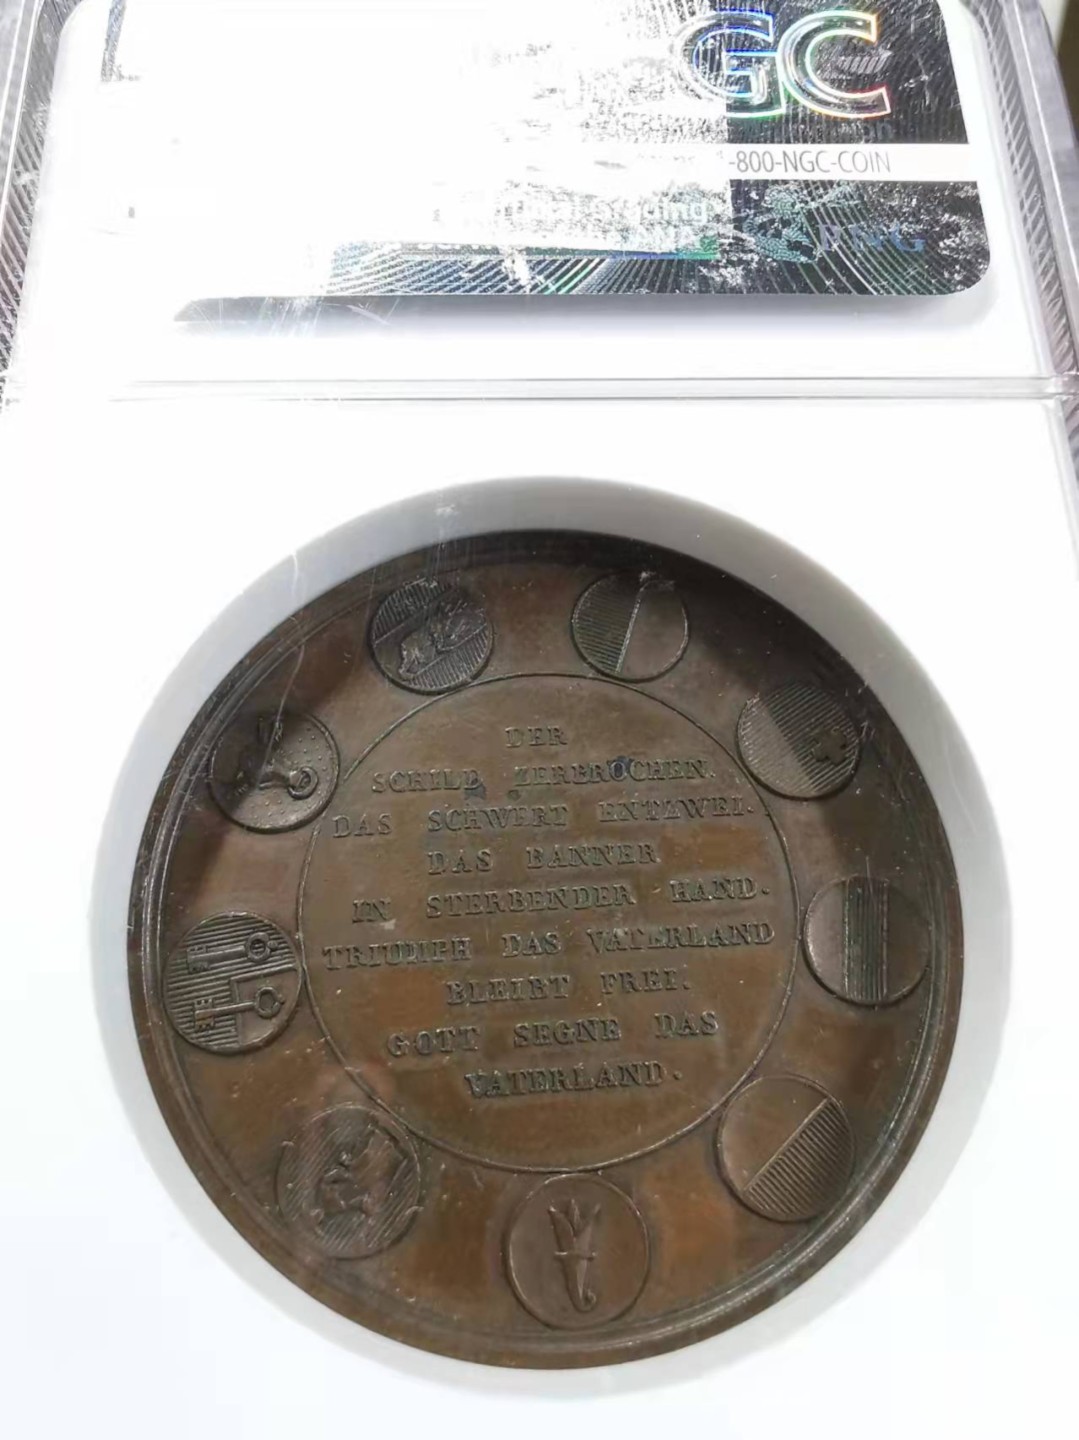 GC
-800-NGC-COIN
PNG
DER
SCHILD ZERBROCHEN.
DAS SCHWERT ENTZWEI.
DAS BANNER
IN STERBENDER HAND.
TRIUMPH DAS VATERLAND
BLEIBT FREI.
GOTT SEGNE DAS
VATERLAND.